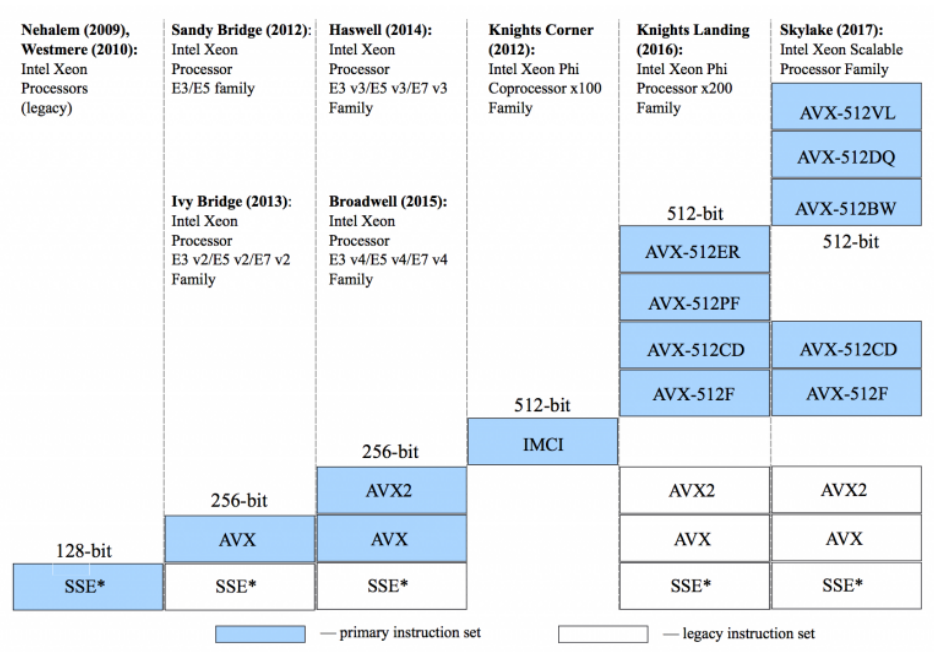 Nehalem (2009),
Westmere (2010):
Intel Xeon
Processors
(legacy)
Sandy Bridge (2012):
Intel Xeon
Processor
E3/E5 family
Ivy Bridge (2013):
Intel Xeon
Processor
E3 v2/E5 v2/E7 v2
Family
Haswell (2014):
Intel Xeon
Processor
E3 v3/E5 v3/E7 v3
Family
Broadwell (2015):
Intel Xeon
Processor
E3 v4/E5 v4/E7 v4
Family
Knights Corner
(2012):
Intel Xeon Phi
Coprocessor x100
Family
Knights Landing
(2016):
Intel Xeon Phi
Processor x200
Family
Skylake (2017):
Intel Xeon Scalable
Processor Family
128-bit
SSE*
256-bit
AVX
SSE*
256-bit
AVX2
AVX
SSE*
512-bit
IMCI
512-bit
AVX-512ER
AVX-512PF
AVX-512CD
AVX-512F
AVX2
AVX
SSE*
AVX-512VL
AVX-512DQ
AVX-512BW
512-bit
AVX-512CD
AVX-512F
AVX2
AVX
SSE*
— primary instruction set
— legacy instruction set